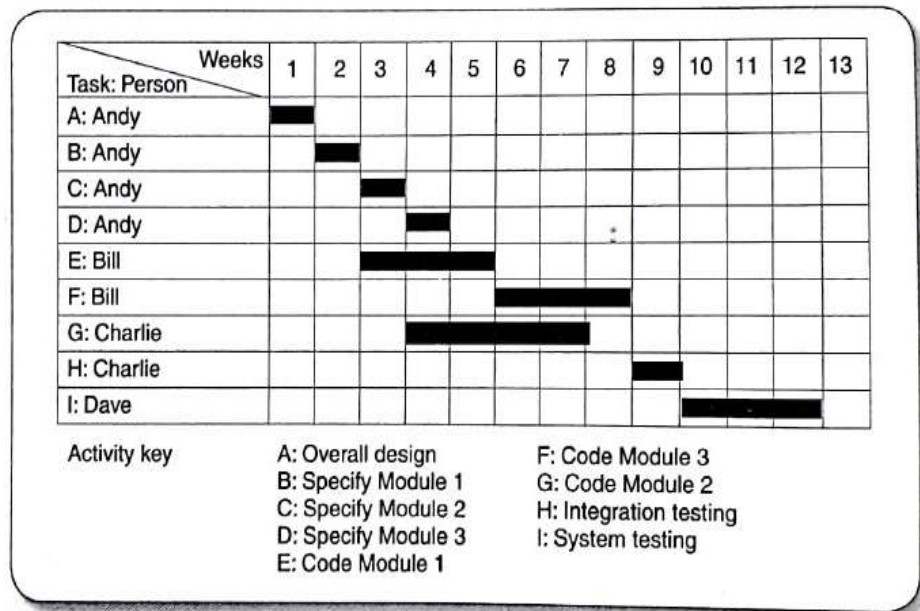 Weeks
Task: Person
1 2 3 4 5 6 7 8 9 10 11 12 13
A: Andy
B: Andy
C: Andy
D: Andy
E: Bill
F: Bill
G: Charlie
H: Charlie
I: Dave
Activity key
A: Overall design
B: Specify Module 1
C: Specify Module 2
D: Specify Module 3
E: Code Module 1
F: Code Module 3
G: Code Module 2
H: Integration testing
I: System testing